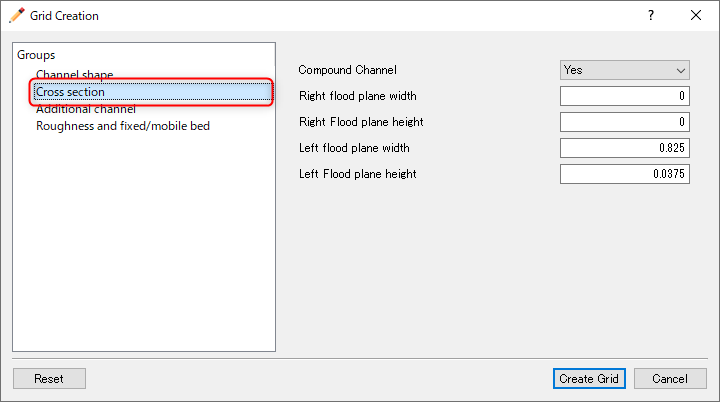 Grid Creation
?
Groups
Channel shape
Cross section
Additional channel
Roughness and fixed/mobile bed
Compound Channel Yes
Right flood plane width 0
Right Flood plane height 0
Left flood plane width 0.825
Left Flood plane height 0.0375
Reset Create Grid Cancel